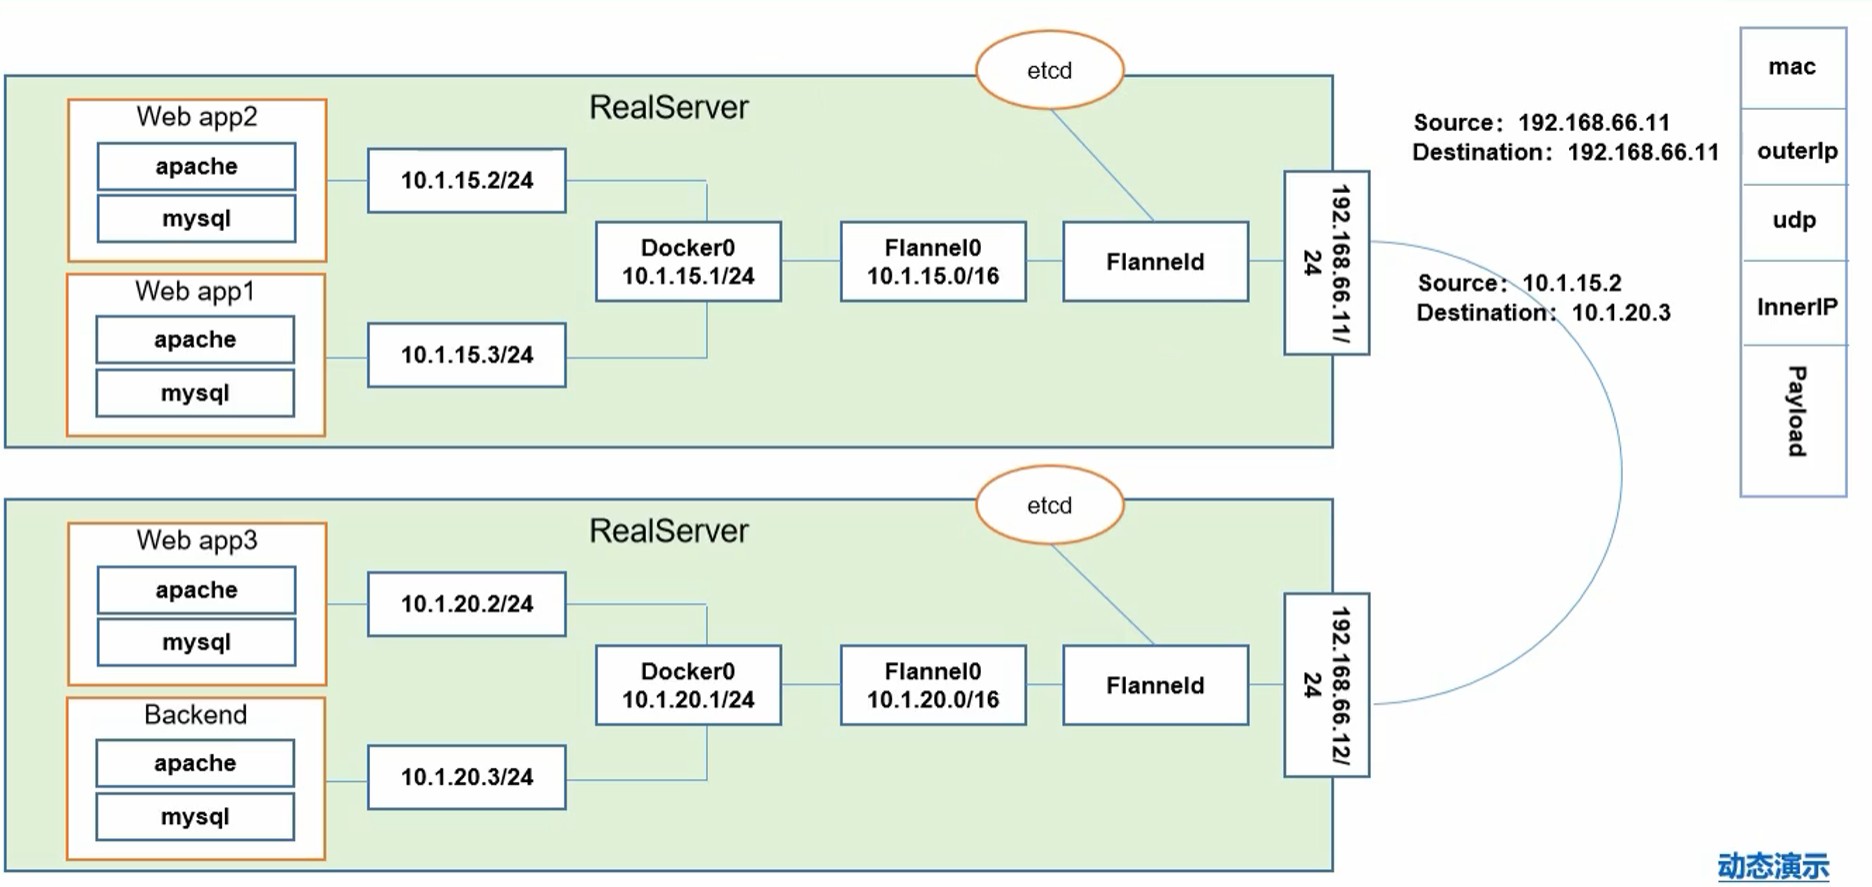 etcd
RealServer
Web app2
apache
mysql
10.1.15.2/24
Web app1
apache
mysql
10.1.15.3/24
Docker0
10.1.15.1/24
Flannel0
10.1.15.0/16
Flanneld
192.168.66.11/
24
Source：192.168.66.11
Destination：192.168.66.11
Source：10.1.15.2
Destination：10.1.20.3
mac
outerIp
udp
InnerIP
Payload
etcd
RealServer
Web app3
apache
mysql
10.1.20.2/24
Backend
apache
mysql
10.1.20.3/24
Docker0
10.1.20.1/24
Flannel0
10.1.20.0/16
Flanneld
192.168.66.12/
24
动态演示